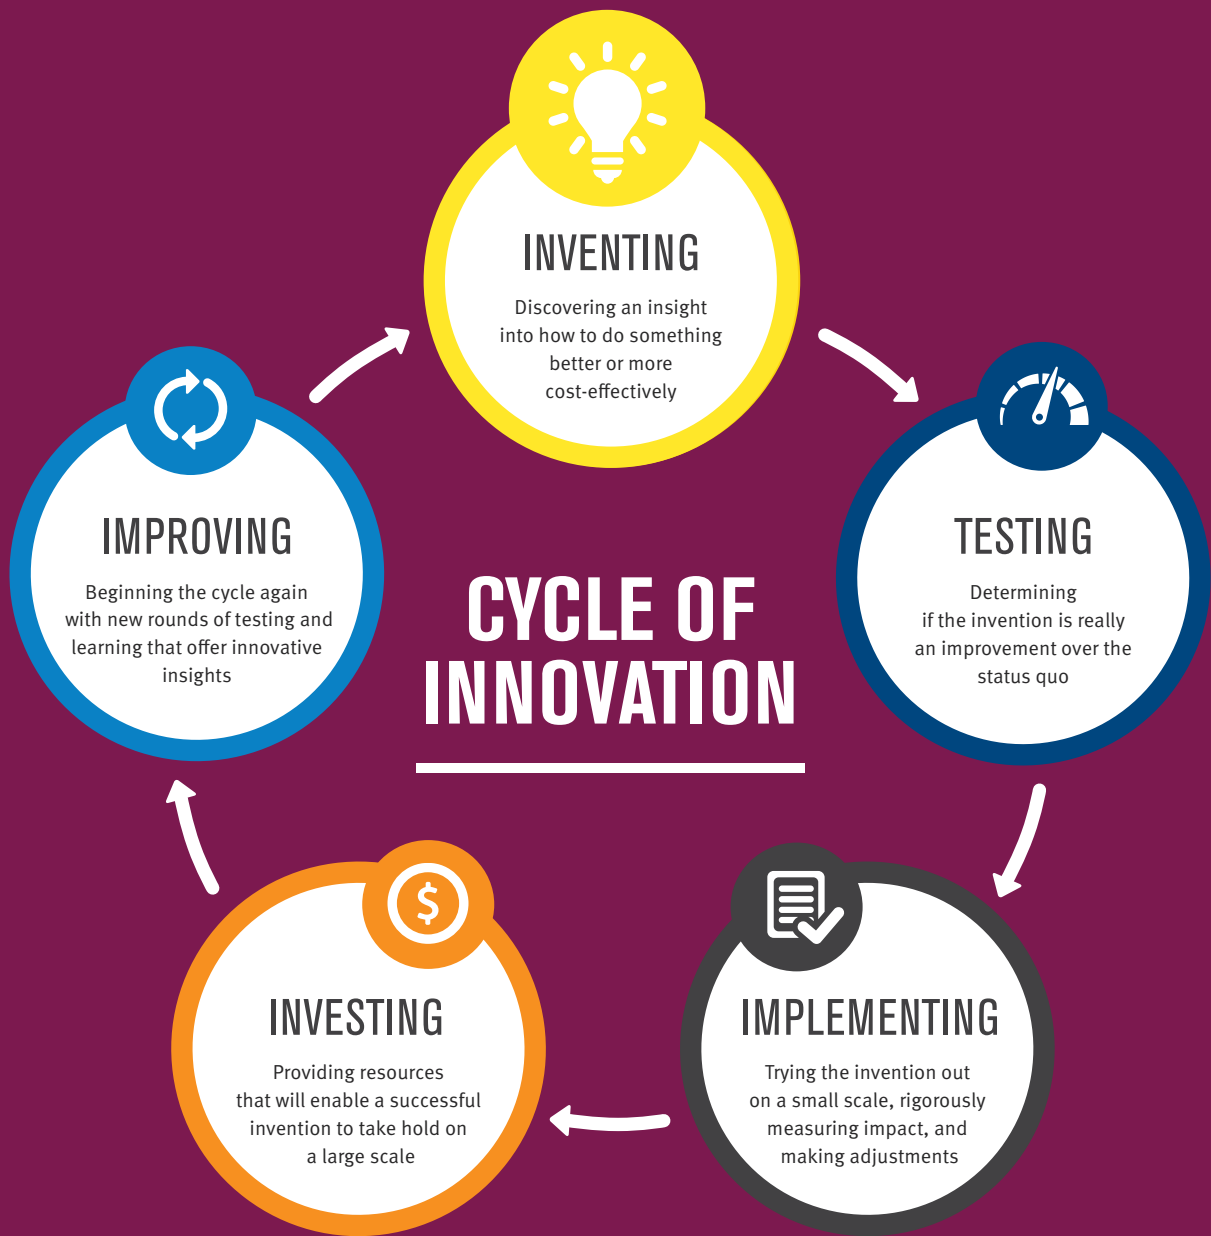 INVENTING
Discovering an insight
into how to do something
better or more
cost-effectively
TESTING
Determining
if the invention is really
an improvement over the
status quo
IMPLEMENTING
Trying the invention out
on a small scale, rigorously
measuring impact, and
making adjustments
$
INVESTING
Providing resources
that will enable a successful
invention to take hold on
a large scale
IMPROVING
Beginning the cycle again
with new rounds of testing and
learning that offer innovative
insights
CYCLE OF
INNOVATION